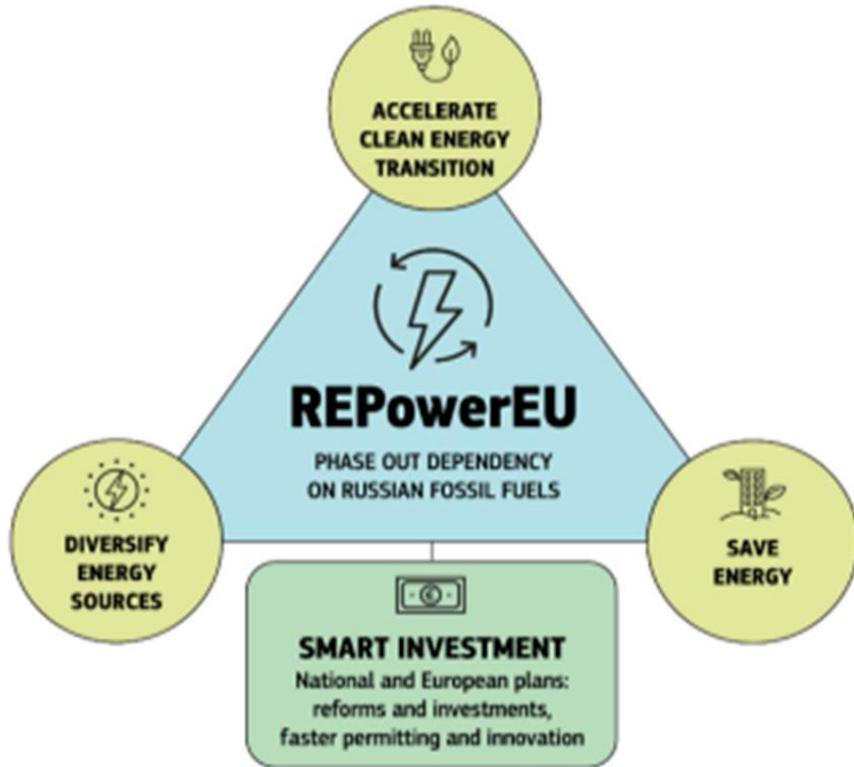 ACCELERATE
CLEAN ENERGY
TRANSITION
REPowerEU
PHASE OUT DEPENDENCY
ON RUSSIAN FOSSIL FUELS
DIVERSIFY
ENERGY
SOURCES
SAVE
ENERGY
SMART INVESTMENT
National and European plans:
reforms and investments,
faster permitting and innovation